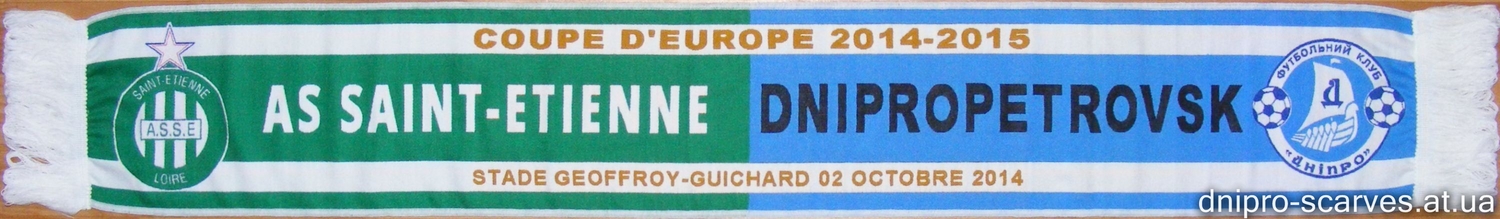 COUPE D'EUROPE 2014-2015
SAINT-ETIENNE
A.S.S.E
LOIRE
AS SAINT-ETIENNE DNIPROPETROVSK
ФУТБОЛЬНИЙ КЛУБ
Д
«дніпро»
STADE GEOFFROY-GUICHARD 02 OCTOBRE 2014
dnipro-scarves.at.ua